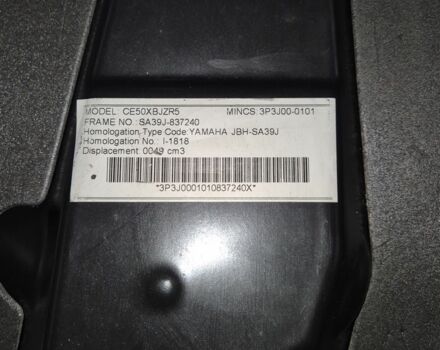 MODEL: CE50XBJZR5 MINCS: 3P3J00-0101
FRAME NO.: SA39J-837240
Homologation Type Code:YAMAHA JBH-SA39J
Homologation No.: I-1818
Displacement: 0049 cm3
*3P3J0001010837240X*